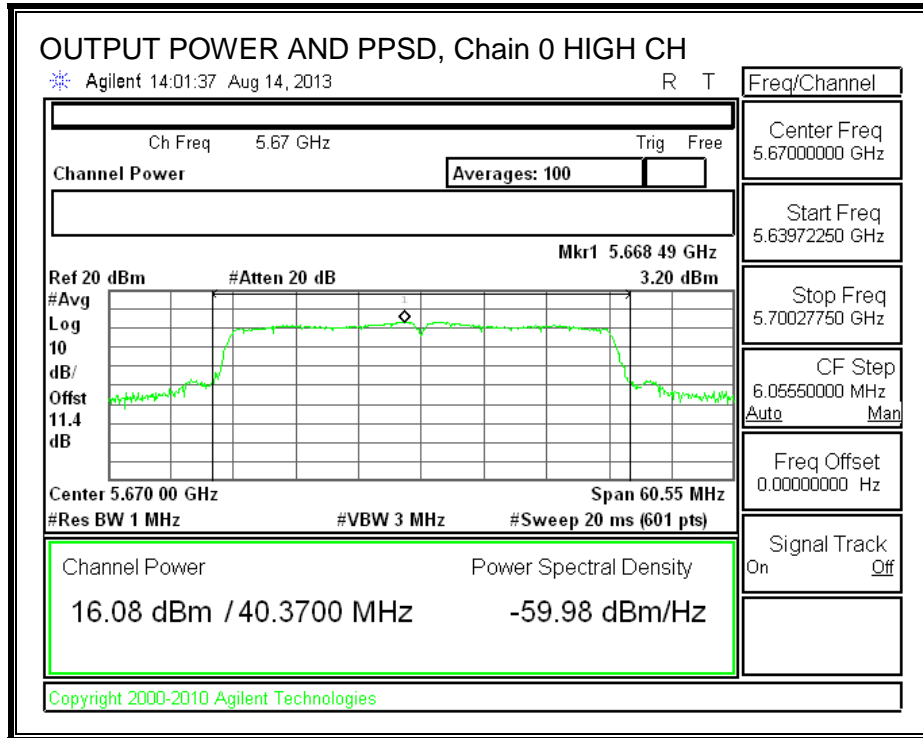 OUTPUT POWER AND PPSD, Chain 0 HIGH CH
Agilent 14:01:37 Aug 14, 2013 R T
Freq/Channel
Ch Freq 5.67 GHz Trig Free
Channel Power Averages: 100
Mkr1 5.668 49 GHz
Ref 20 dBm #Atten 20 dB 3.20 dBm
#Avg
Log
10
dB/
Offst
11.4
dB
1
Center 5.670 00 GHz Span 60.55 MHz
#Res BW 1 MHz #VBW 3 MHz #Sweep 20 ms (601 pts)
Channel Power Power Spectral Density
16.08 dBm / 40.3700 MHz -59.98 dBm/Hz
Center Freq
5.67000000 GHz
Start Freq
5.63972250 GHz
Stop Freq
5.70027750 GHz
CF Step
6.05550000 MHz
Auto Man
Freq Offset
0.00000000 Hz
Signal Track
On Off
Copyright 2000-2010 Agilent Technologies